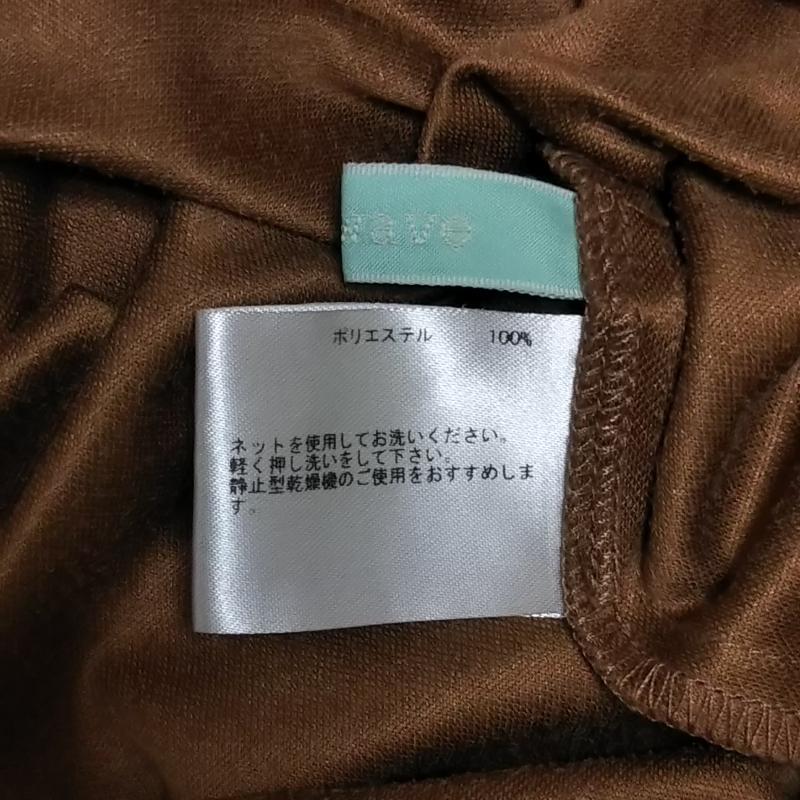 wave
ポリエステル 100%
ネットを使用してお洗いください。
軽く押し洗いをして下さい。
静止型乾燥機のご使用をおすすめしま
す。